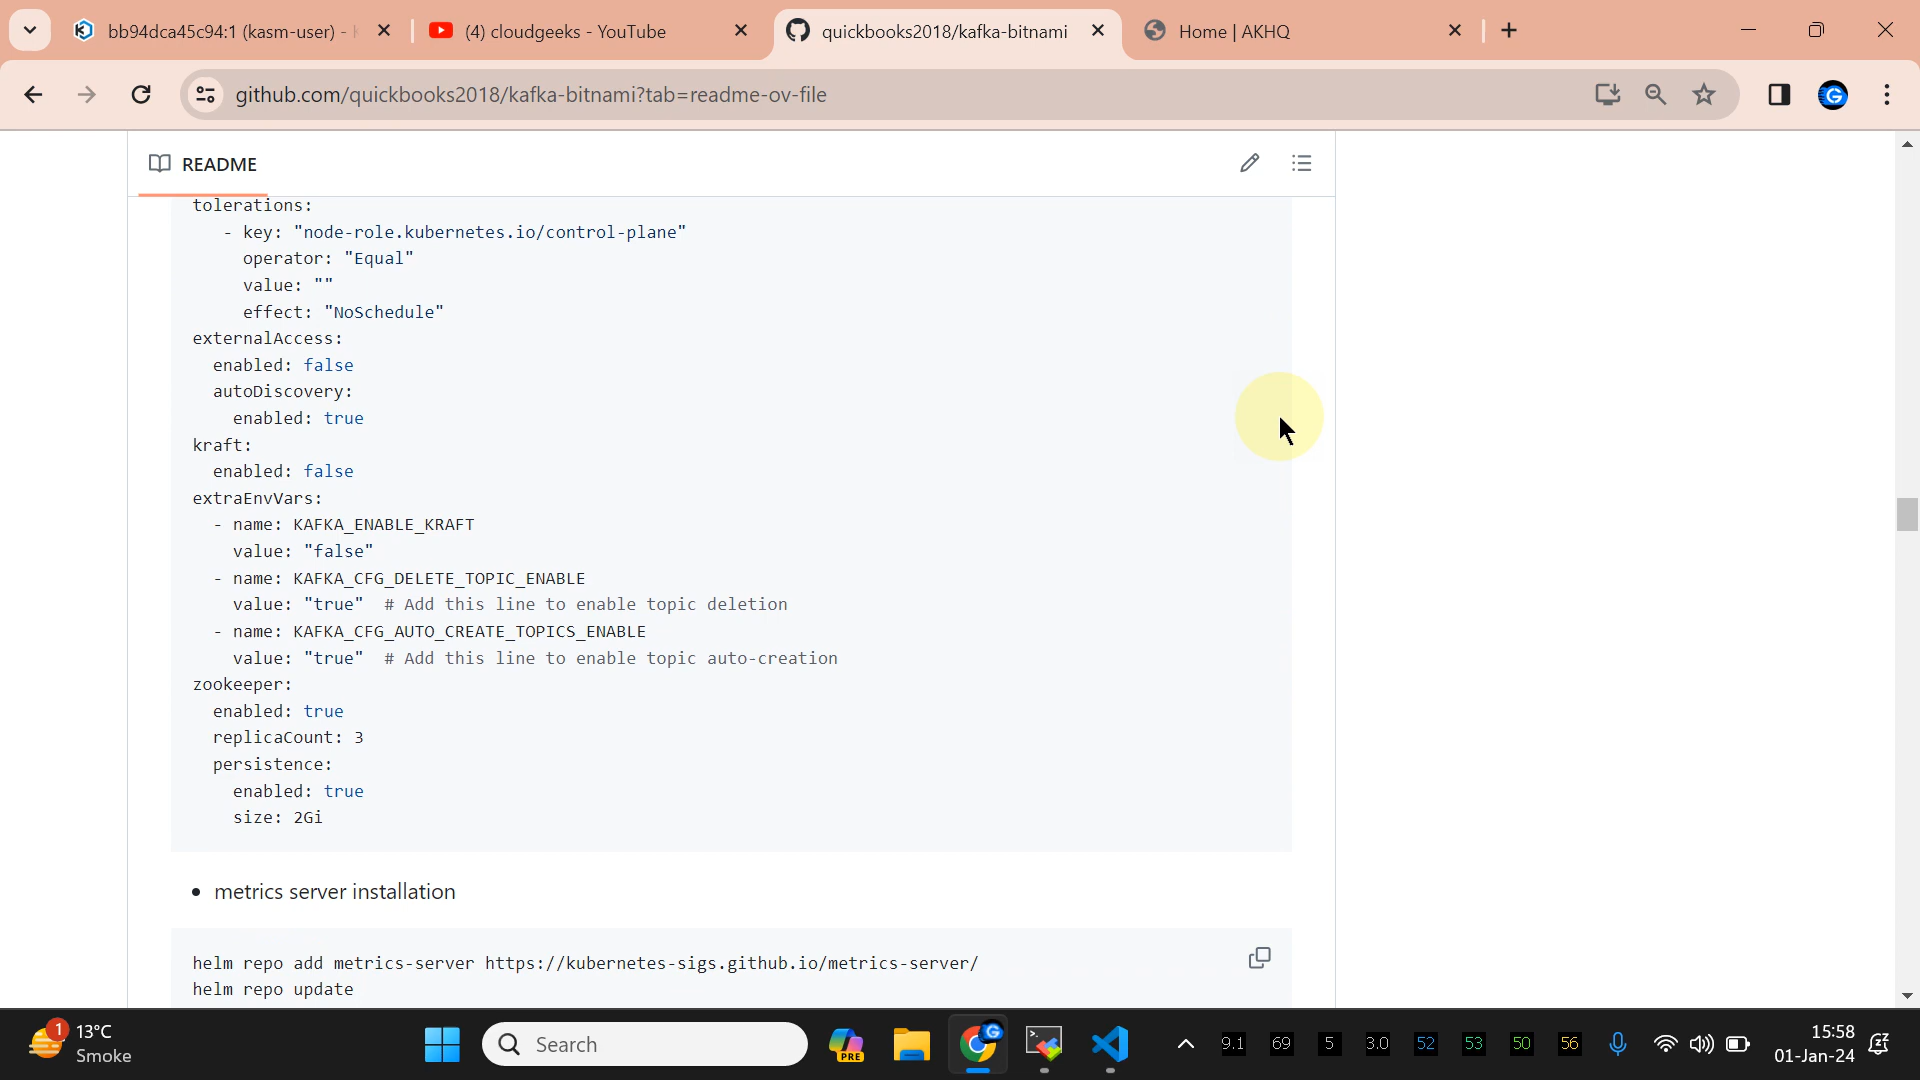 bb94dca45c94:1 (kasm-user) - 
(4) cloudgeeks - YouTube
quickbooks2018/kafka-bitnami
Home | AKHQ
github.com/quickbooks2018/kafka-bitnami?tab=readme-ov-file
README
tolerations:
- key: "node-role.kubernetes.io/control-plane"
operator: "Equal"
value: ""
effect: "NoSchedule"
externalAccess:
enabled: false
autoDiscovery:
enabled: true
kraft:
enabled: false
extraEnvVars:
- name: KAFKA_ENABLE_KRAFT
value: "false"
- name: KAFKA_CFG_DELETE_TOPIC_ENABLE
value: "true" # Add this line to enable topic deletion
- name: KAFKA_CFG_AUTO_CREATE_TOPICS_ENABLE
value: "true" # Add this line to enable topic auto-creation
zookeeper:
enabled: true
replicaCount: 3
persistence:
enabled: true
size: 2Gi
• metrics server installation
helm repo add metrics-server https://kubernetes-sigs.github.io/metrics-server/
helm repo update
1
13°C
Smoke
Search
PRE
G
9.1 69 5 3.0 52 53 50 56
15:58
01-Jan-24